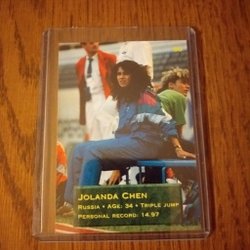 Jolanda Chen
Russia • Age: 34 • Triple Jump
Personal record: 14.97